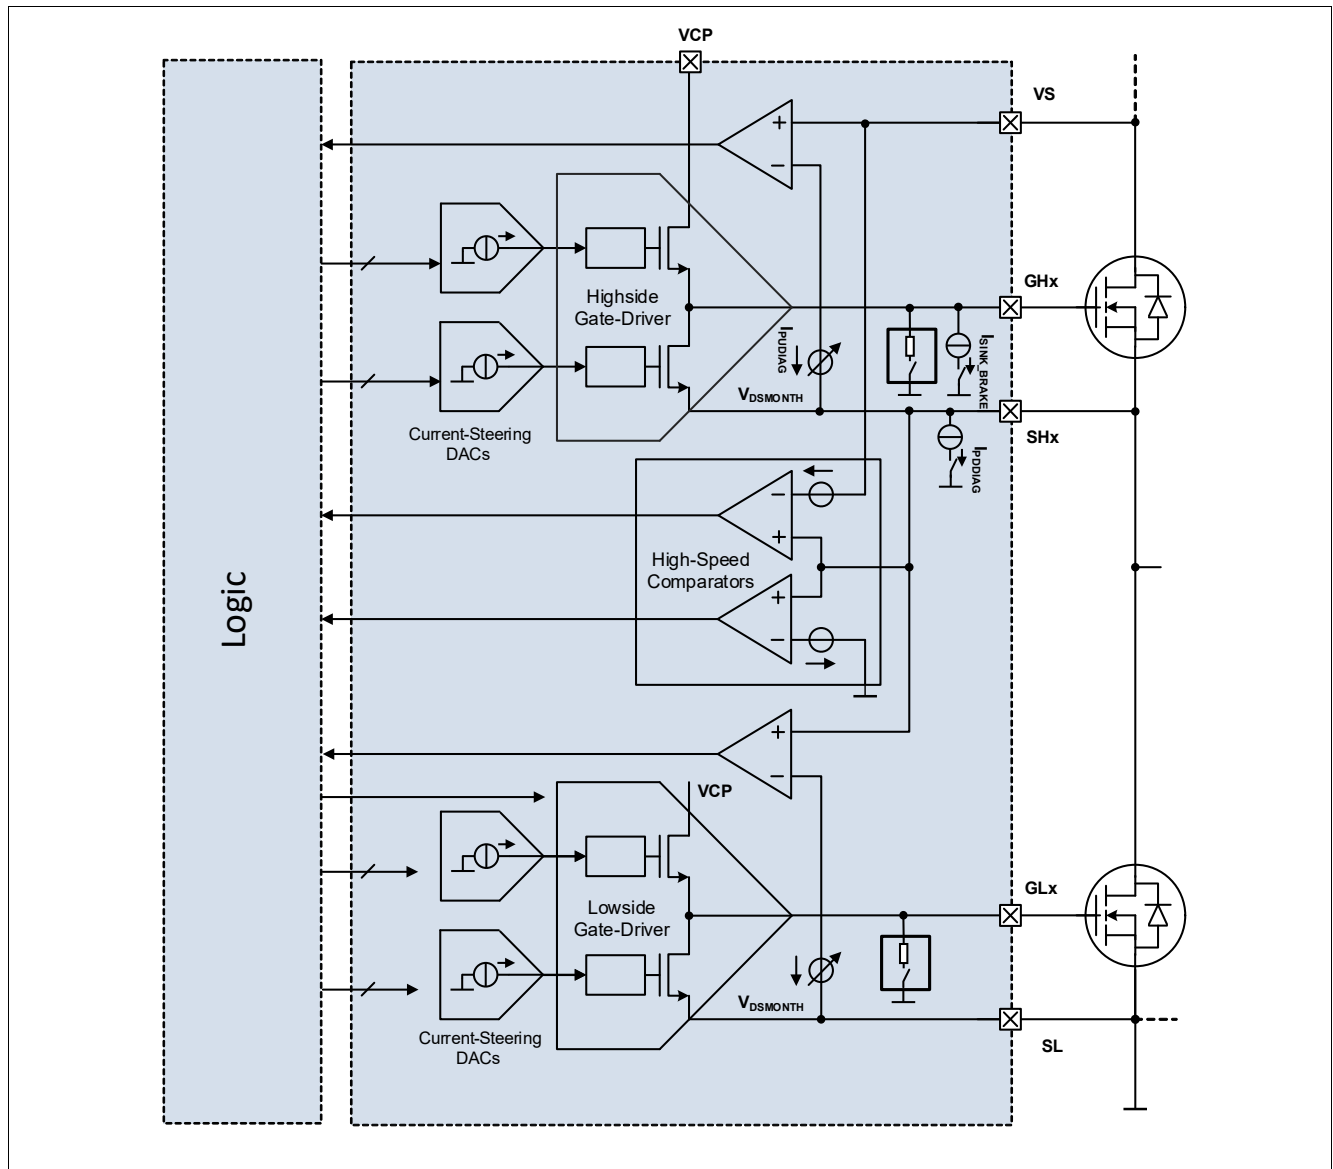 VCP
VS
+
−
GHx
Highside
Gate-Driver
IPUDIAG
ISINK_BRAKE
VDSMONTH
SHx
Current-Steering
DACs
IPDDIAG
−
+
High-Speed
Comparators
+
−
Logic
+
−
VCP
GLx
Lowside
Gate-Driver
VDSMONTH
Current-Steering
DACs
SL